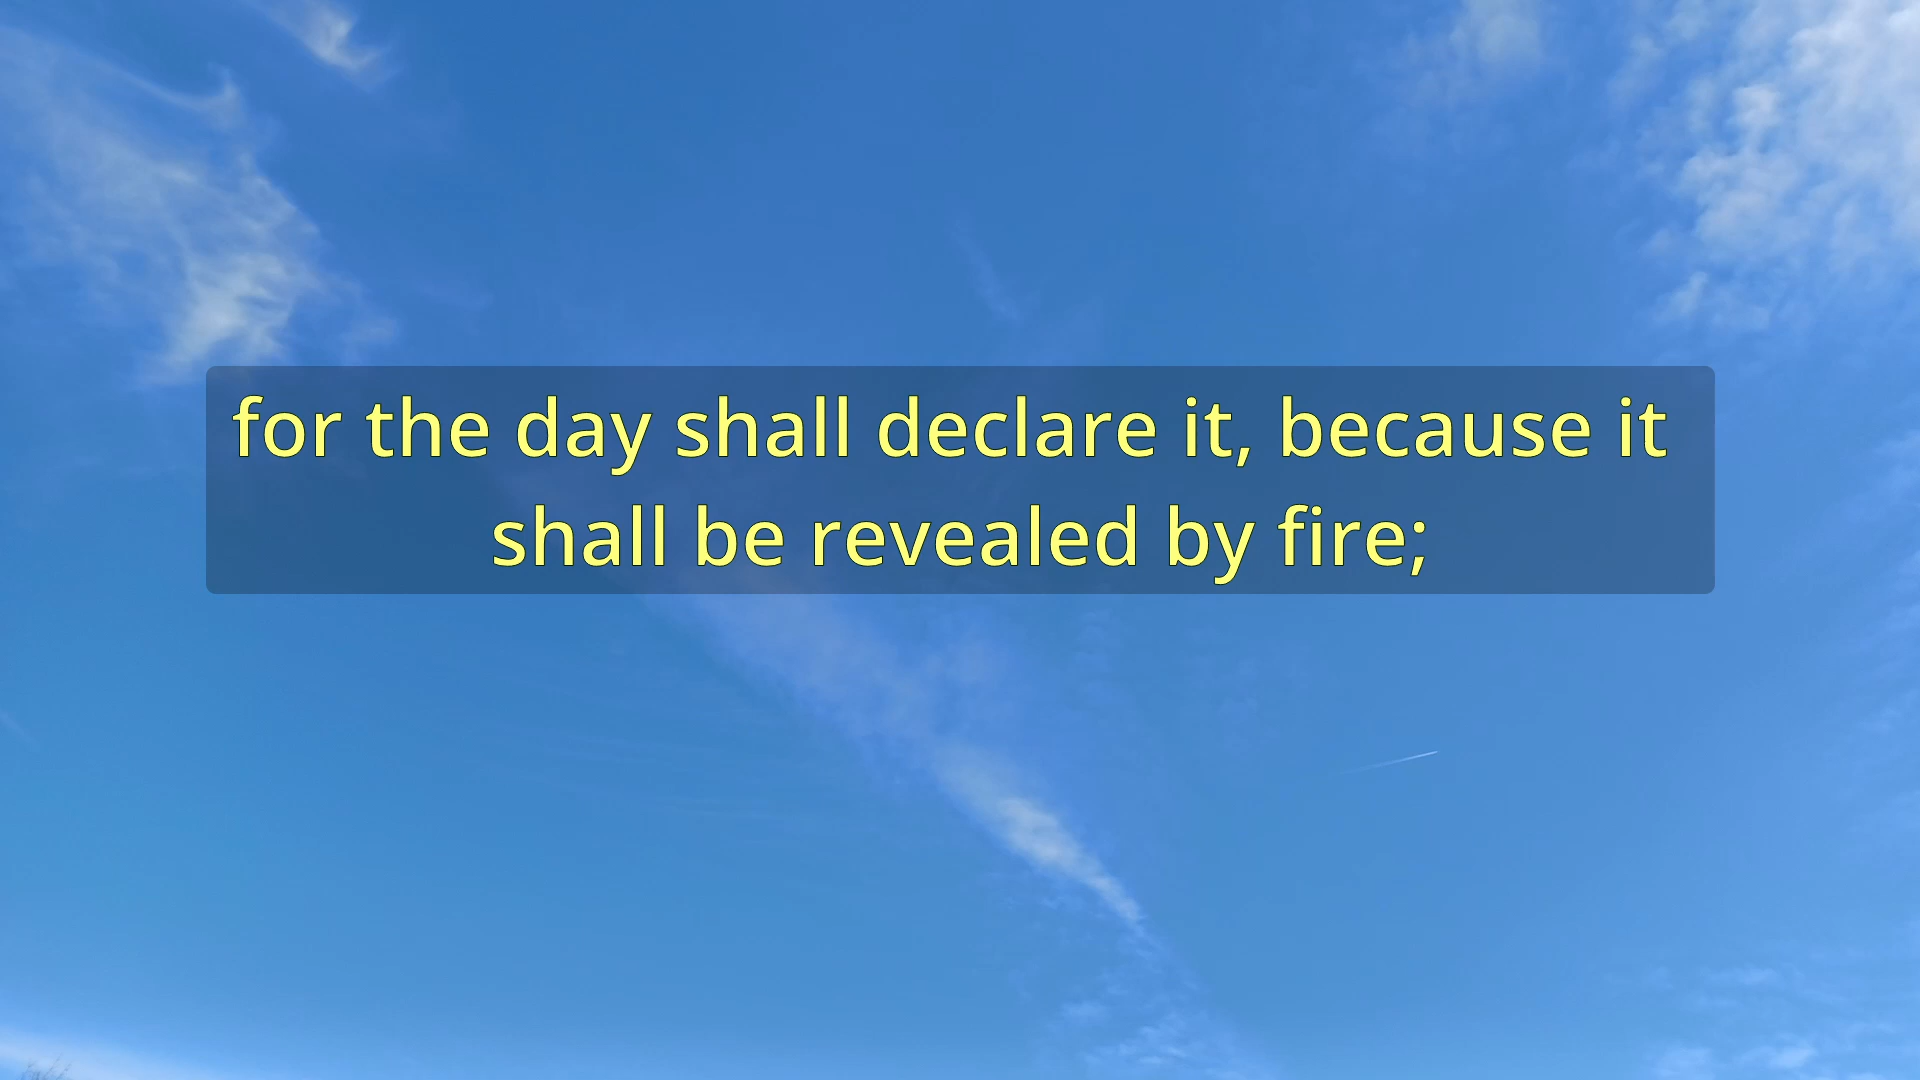 for the day shall declare it, because it
shall be revealed by fire;